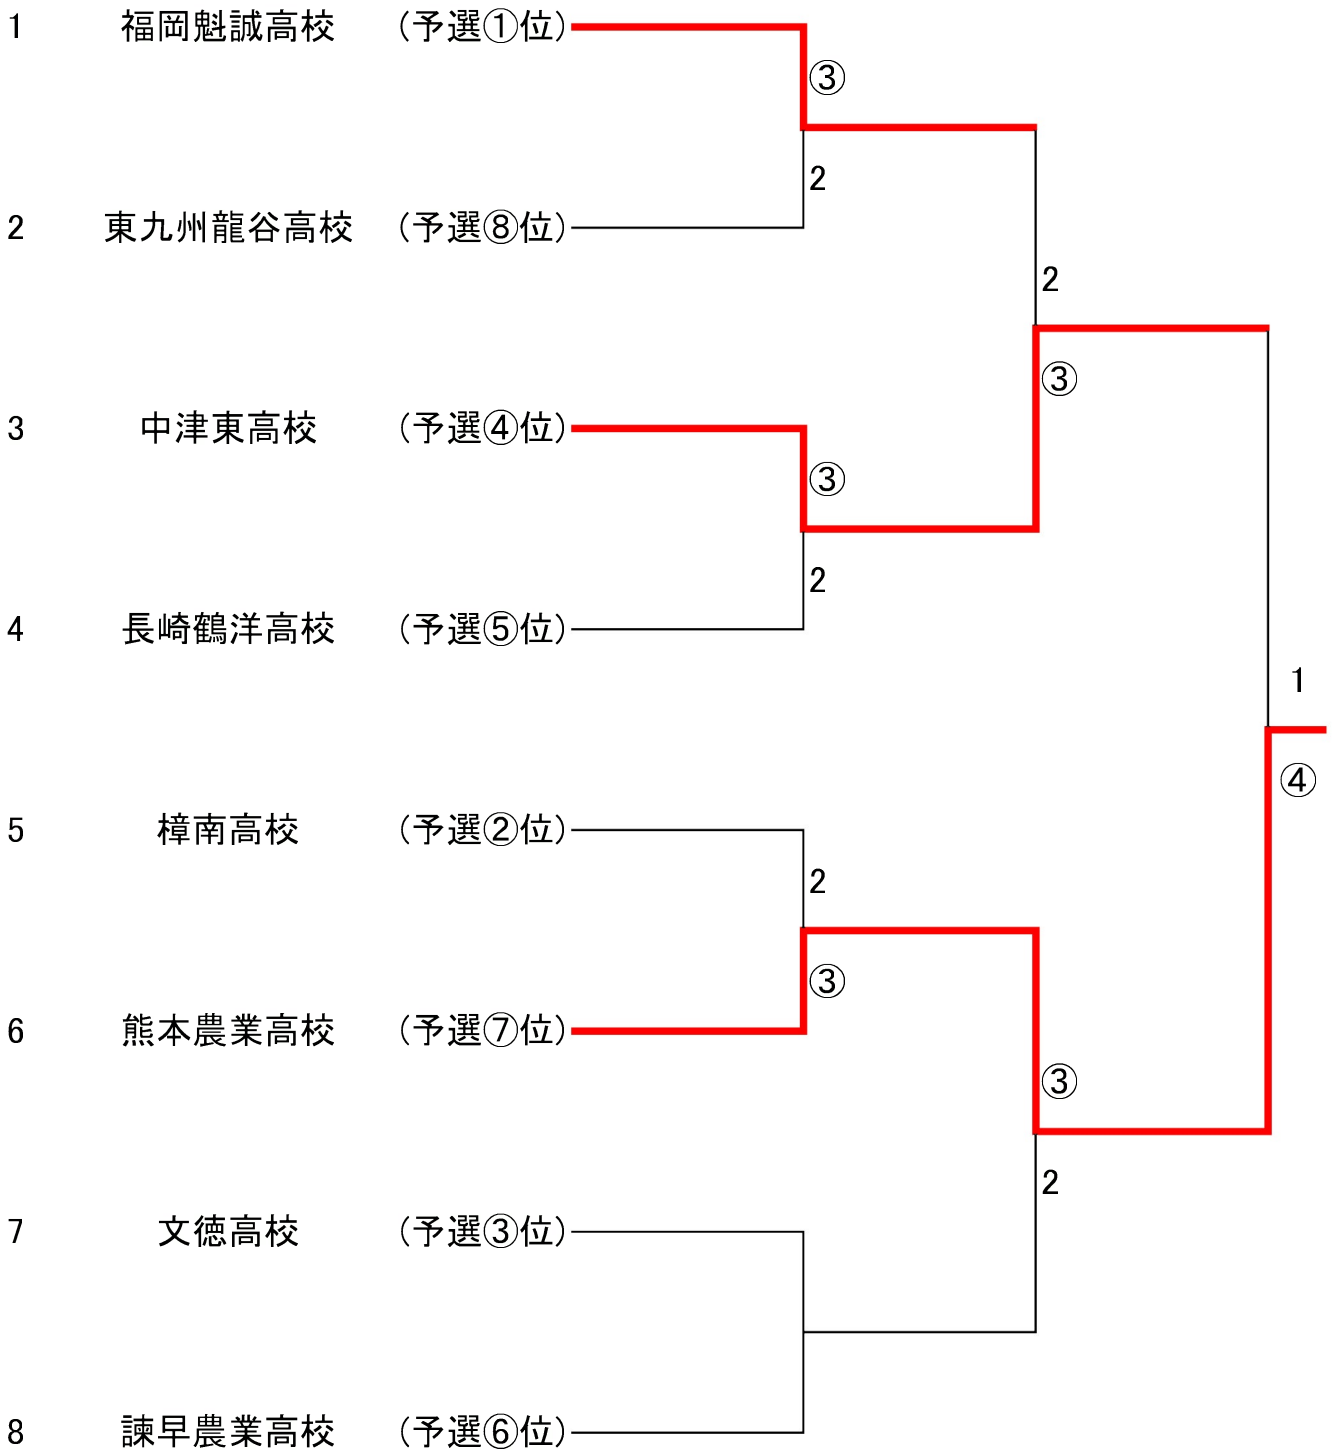 1 福岡魁誠高校 (予選①位)
③
2
2 東九州龍谷高校 (予選⑧位)
2
③
3 中津東高校 (予選④位)
③
2
4 長崎鶴洋高校 (予選⑤位)
1
④
5 樟南高校 (予選②位)
2
③
6 熊本農業高校 (予選⑦位)
③
2
7 文徳高校 (予選③位)
8 諫早農業高校 (予選⑥位)